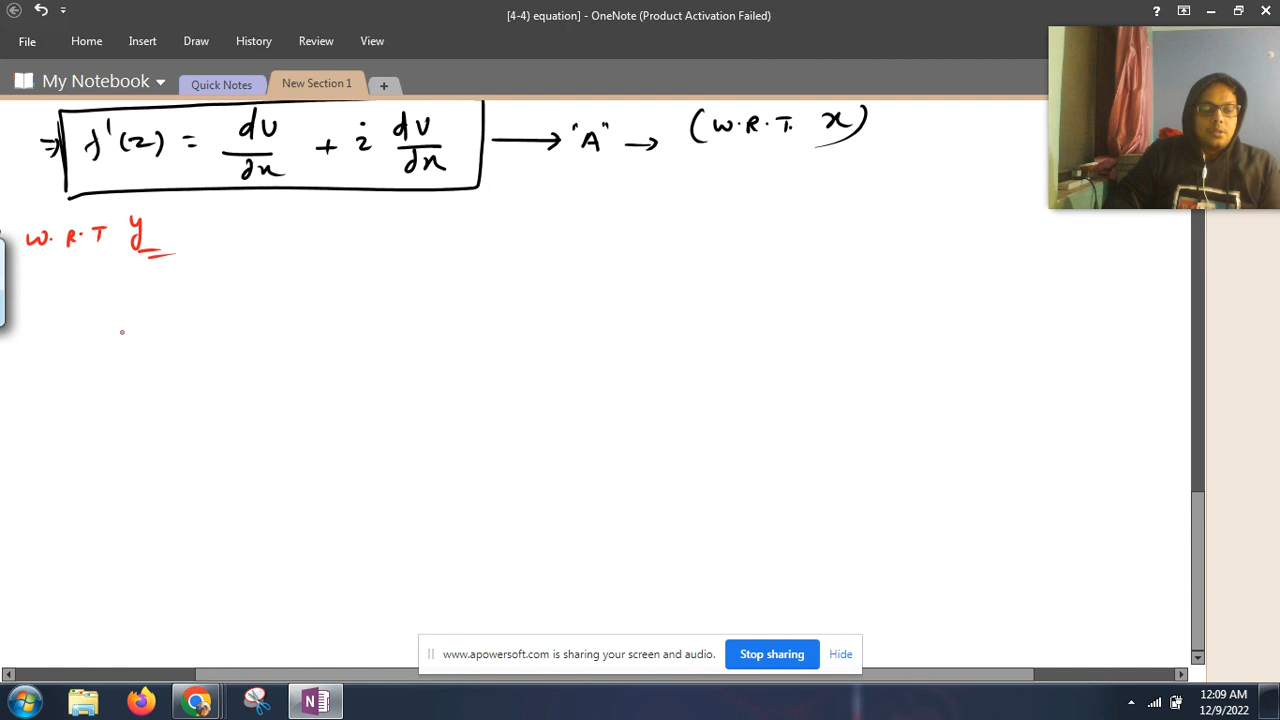 [4-4) equation] - OneNote (Product Activation Failed)
File Home Insert Draw History Review View
My Notebook Quick Notes New Section 1
⇒ f'(z) = du/dx + i dv/dx → "A" → (W.R.T. x)
W.R.T y
www.apowersoft.com is sharing your screen and audio. Stop sharing Hide
12:09 AM
12/9/2022